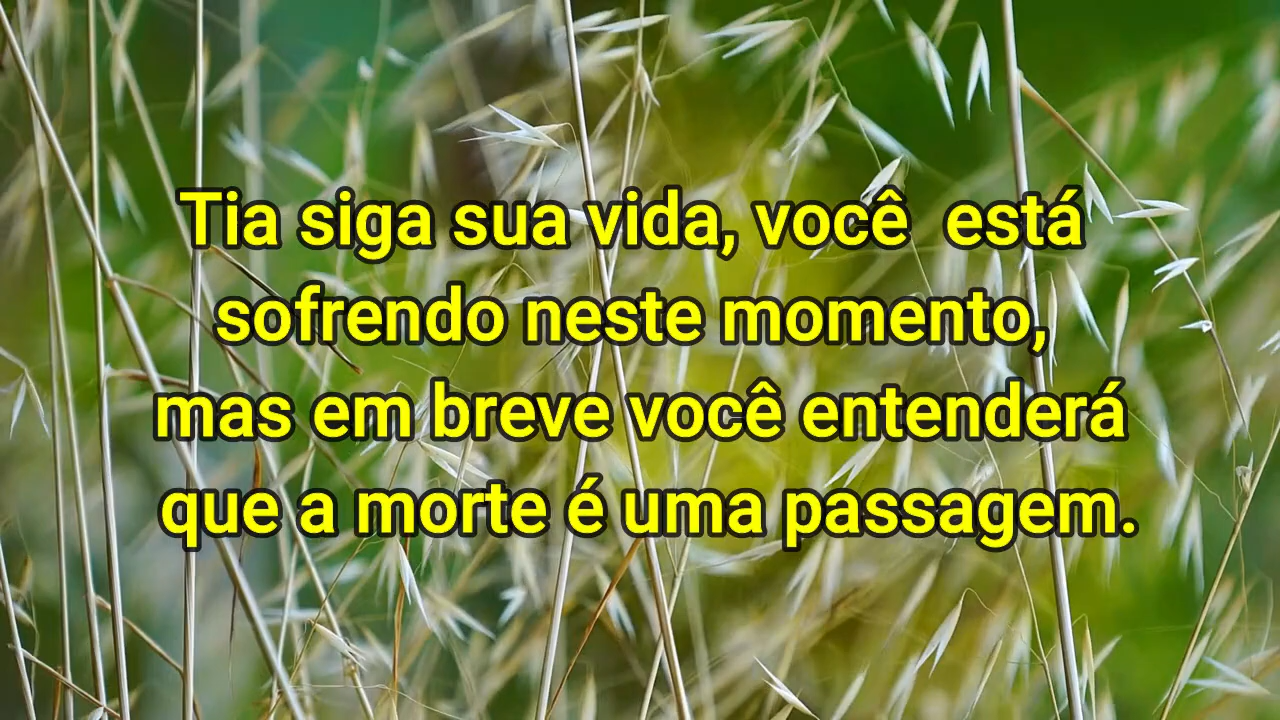 Tia siga sua vida, você está
sofrendo neste momento,
mas em breve você entenderá
que a morte é uma passagem.